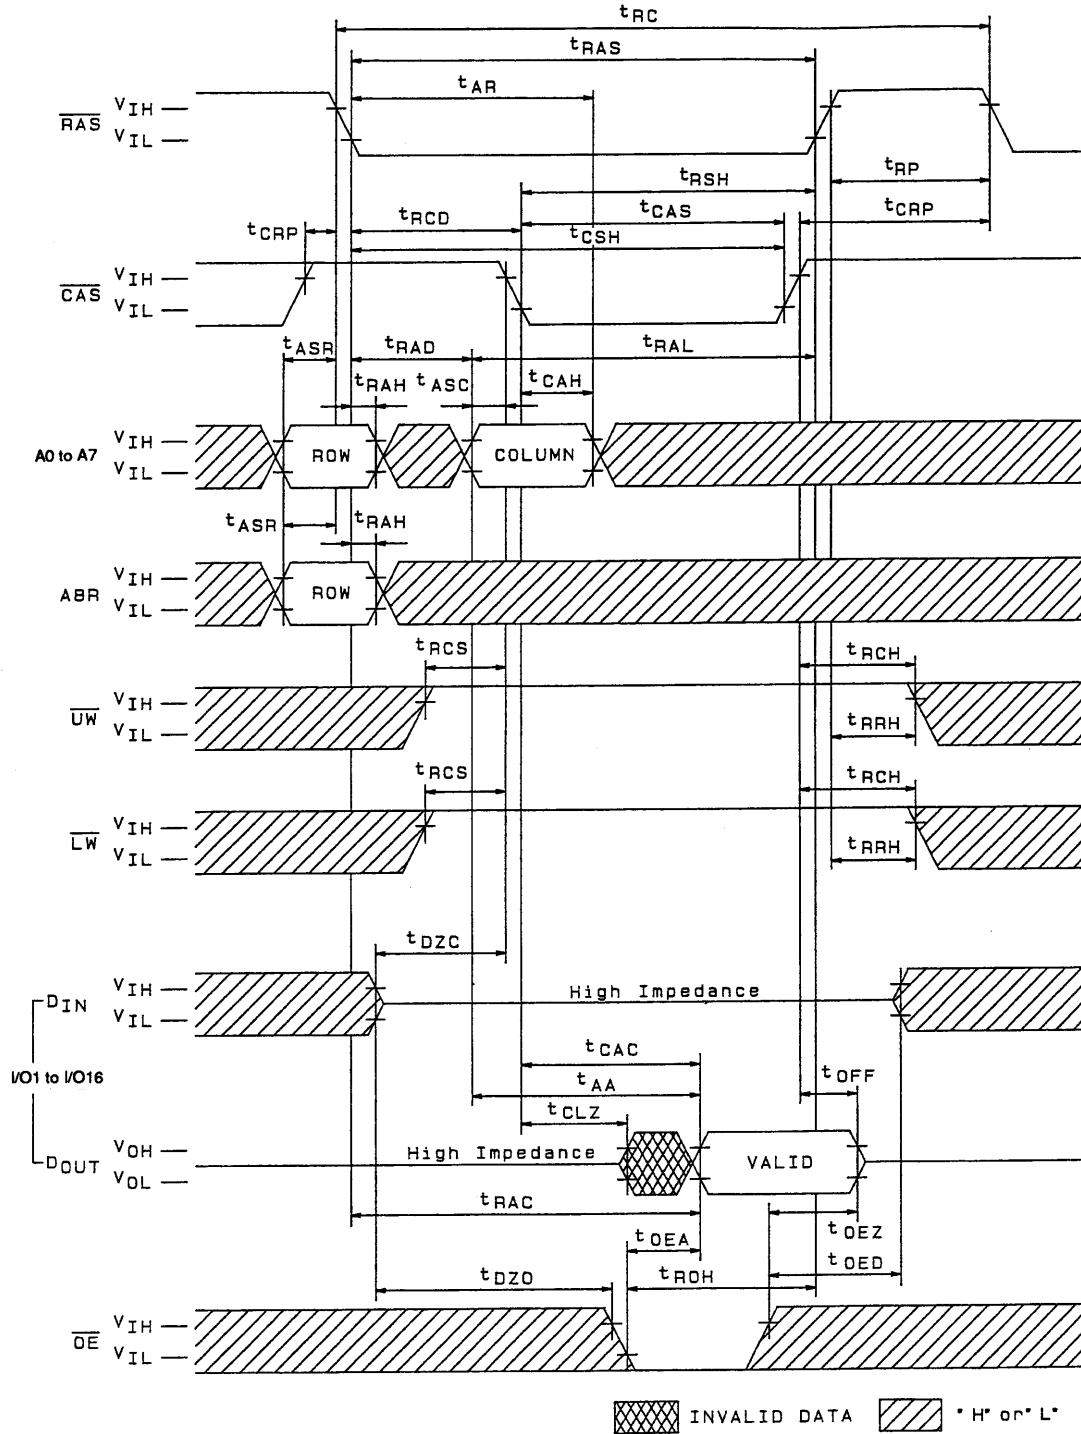 tRC
tRAS
tAR
RAS VIH
VIL
tRP
tRSH
tCRP tRCD tCAS tCRP
tCSH
CAS VIH
VIL
tASR tRAD tRAL
tRAH tASC tCAH
A0 to A7 VIH
VIL
ROW COLUMN
tASR tRAH
A8R VIH
VIL
ROW
tRCS tRCH
UW VIH
VIL
tRRH
tRCS tRCH
LW VIH
VIL
tRRH
tDZC
DIN VIH
VIL
High Impedance
I/O1 to I/O16
tCAC
tAA tOFF
tCLZ
DOUT VOH
VOL
High Impedance VALID
tRAC tOEZ
tOEA tOED
tDZO tROH
OE VIH
VIL
INVALID DATA "H" or "L"